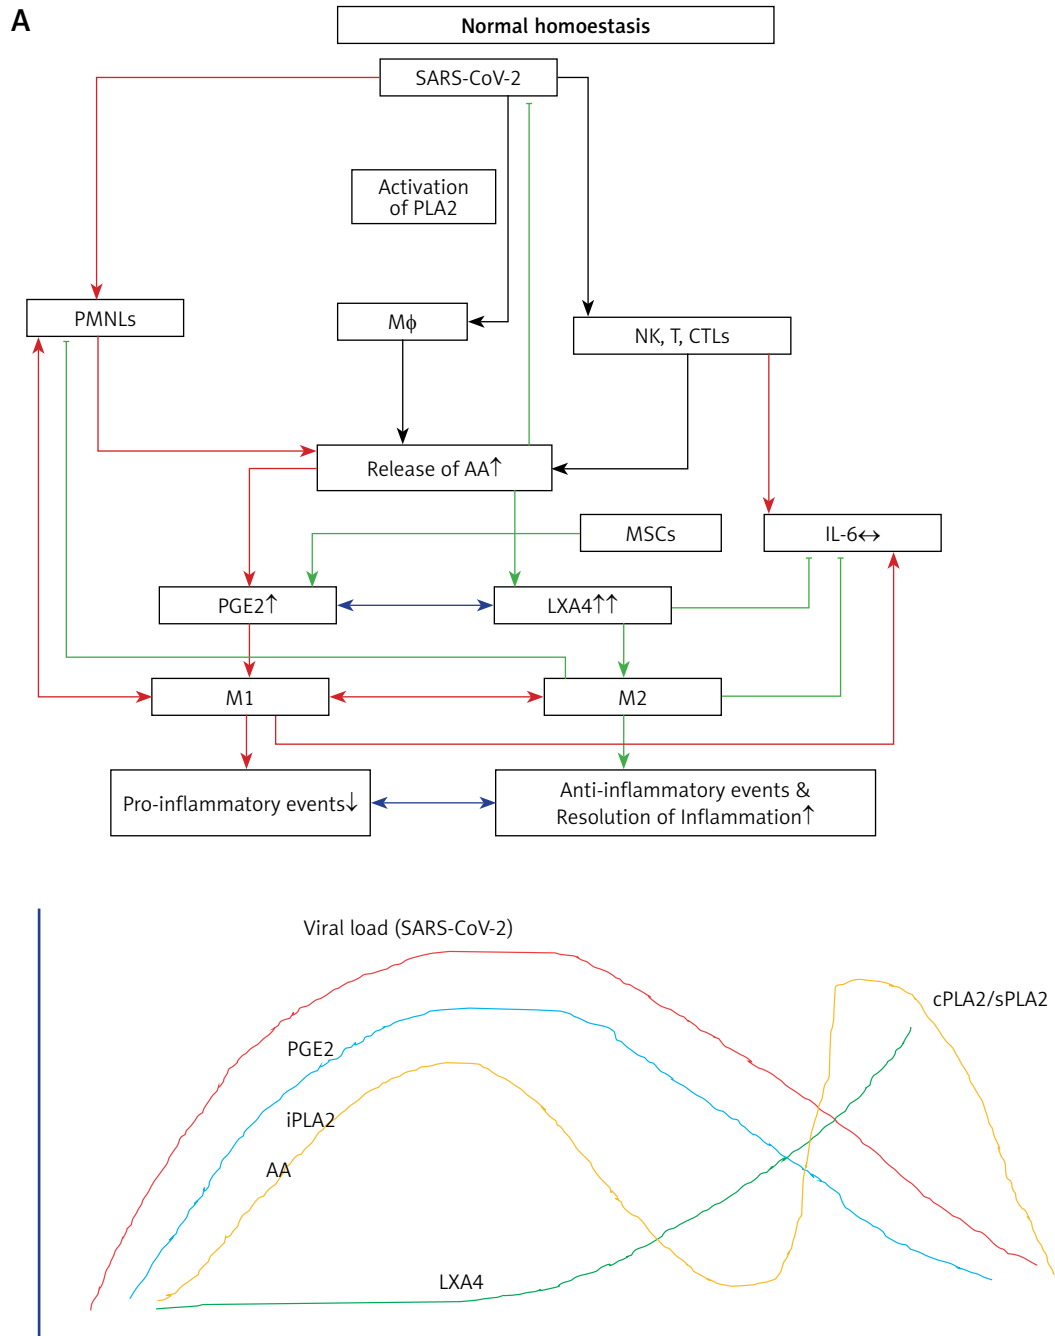 A
Normal homoestasis
SARS-CoV-2
Activation
of PLA2
PMNLs
Mϕ
NK, T, CTLs
Release of AA↑
MSCs
IL-6↔
PGE2↑
LXA4↑↑
M1
M2
Pro-inflammatory events↓
Anti-inflammatory events &
Resolution of Inflammation↑
Viral load (SARS-CoV-2)
cPLA2/sPLA2
PGE2
iPLA2
AA
LXA4